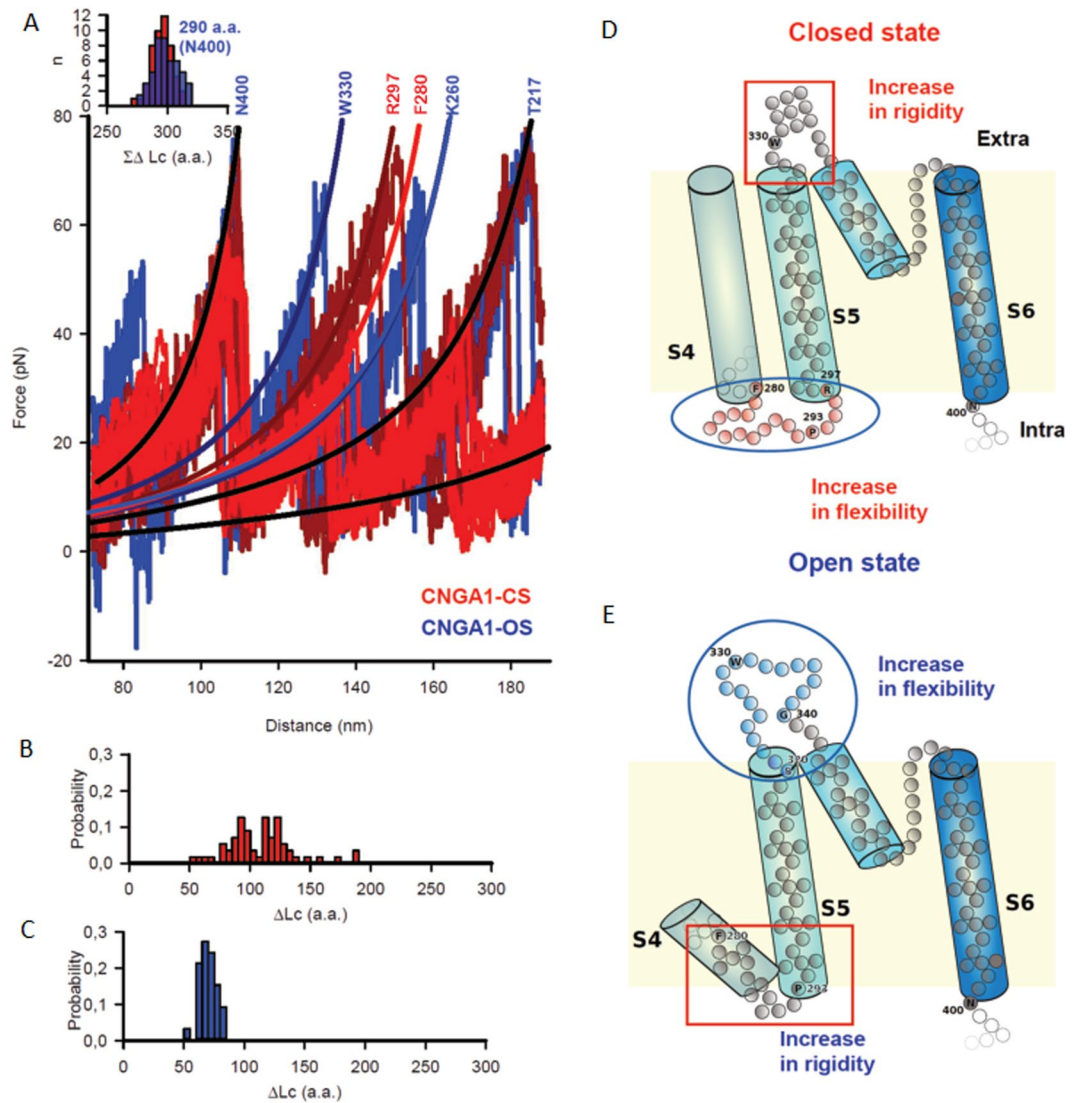 A
12
10
8
6
4
2
0
n
290 a.a.
(N400)
250 300 350
ΣΔ Lc (a.a.)
N400
W330
R297
F280
K260
T217
80
60
40
20
0
-20
Force (pN)
CNGA1-CS
CNGA1-OS
80 100 120 140 160 180
Distance (nm)
B
0,3
0,2
0,1
0,0
Probability
0 50 100 150 200 250 300
ΔLc (a.a.)
C
0,3
0,2
0,1
0,0
Probability
0 50 100 150 200 250 300
ΔLc (a.a.)
D
Closed state
Increase
in rigidity
330 W
Extra
S4
S5
S6
F 280
297
R
293
P
400 N
Intra
Increase
in flexibility
Open state
E
330 W
Increase
in flexibility
G 340
320
S
S4
S5
S6
F 280
P 293
400 N
Increase
in rigidity